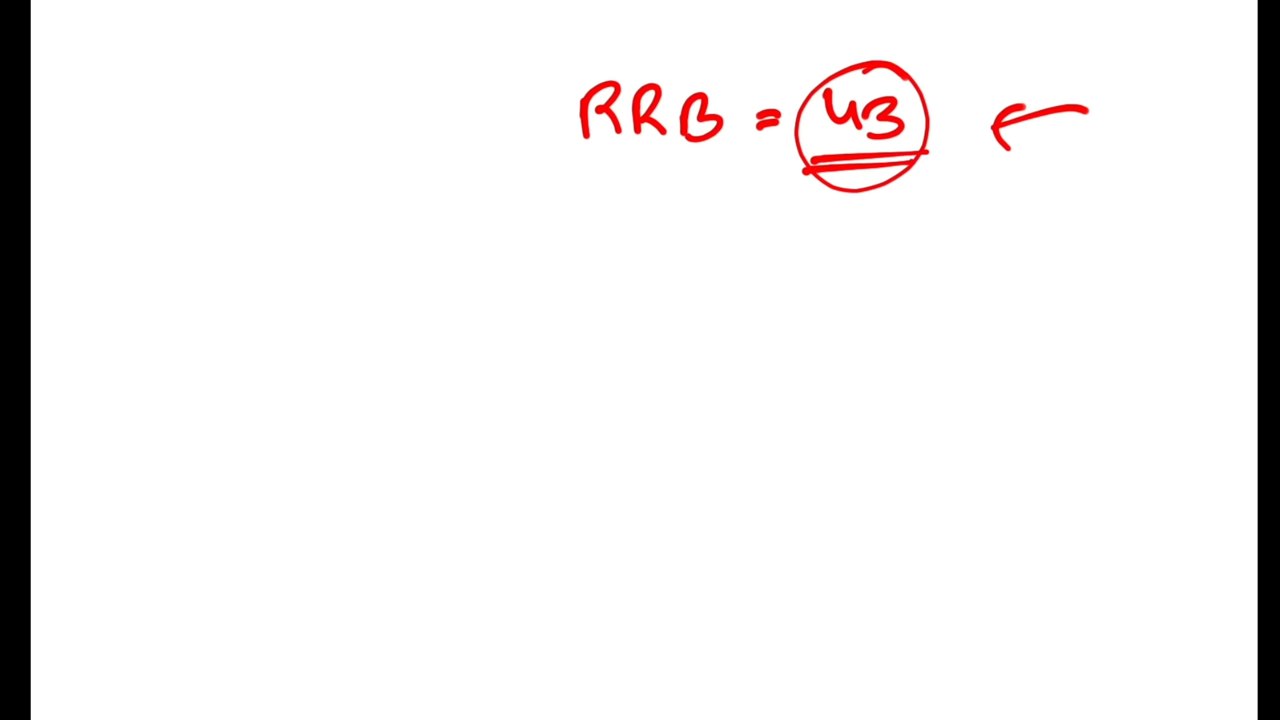 RRB = 43